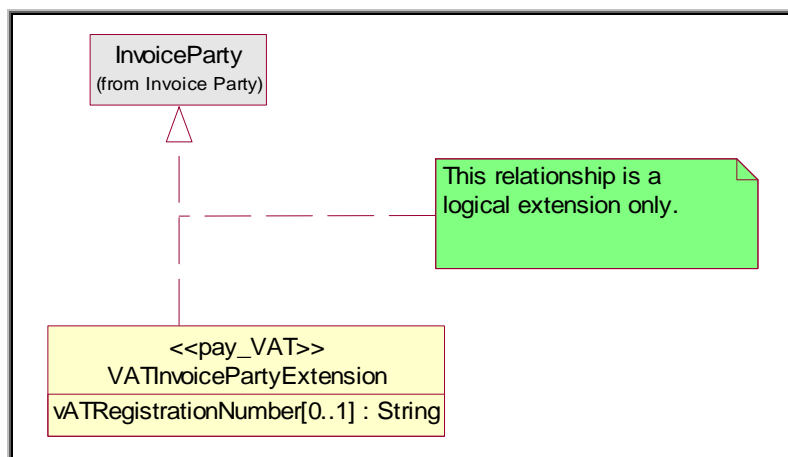 InvoiceParty
(from Invoice Party)
This relationship is a
logical extension only.
<<pay_VAT>>
VATInvoicePartyExtension
vATRegistrationNumber[0..1] : String